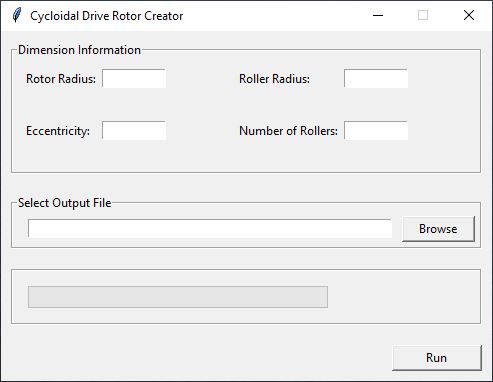 Cycloidal Drive Rotor Creator
Dimension Information
Rotor Radius: Roller Radius:
Eccentricity: Number of Rollers:
Select Output File
Browse
Run